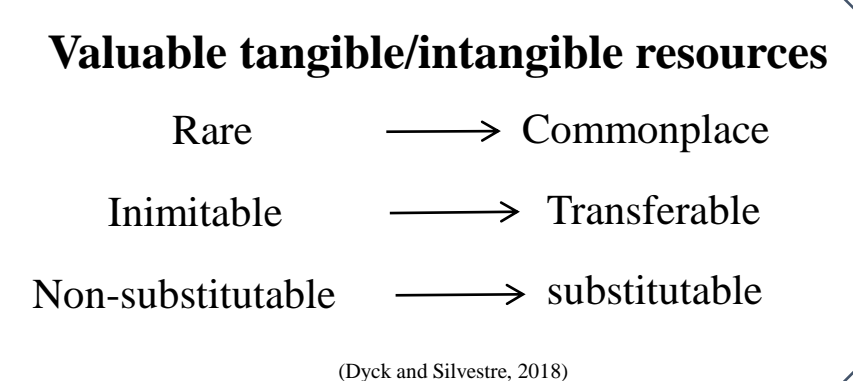 Valuable tangible/intangible resources
Rare Commonplace
Inimitable Transferable
Non-substitutable substitutable
(Dyck and Silvestre, 2018)